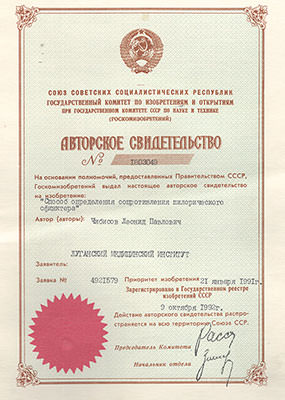 СОЮЗ СОВЕТСКИХ СОЦИАЛИСТИЧЕСКИХ РЕСПУБЛИК
ГОСУДАРСТВЕННЫЙ КОМИТЕТ ПО ИЗОБРЕТЕНИЯМ И ОТКРЫТИЯМ
ПРИ ГОСУДАРСТВЕННОМ КОМИТЕТЕ СССР ПО НАУКЕ И ТЕХНИКЕ
(ГОСКОМИЗОБРЕТЕНИЙ)
АВТОРСКОЕ СВИДЕТЕЛЬСТВО
№ 1803049
На основании полномочий, предоставленных Правительством СССР,
Госкомизобретений выдал настоящее авторское свидетельство
на изобретение:
"Способ определения сопротивления пилорического
сфинктера"
Автор (авторы): Чибисов Леонид Павлович
ЛУГАНСКИЙ МЕДИЦИНСКИЙ ИНСТИТУТ
Заявитель:
Заявка № 4921579 Приоритет изобретения 21 января 1991г.
Зарегистрировано в Государственном реестре
изобретений СССР
9 октября 1992г.
Действие авторского свидетельства распро-
страняется на всю территорию Союза ССР.
Председатель Комитета
Начальник отдела